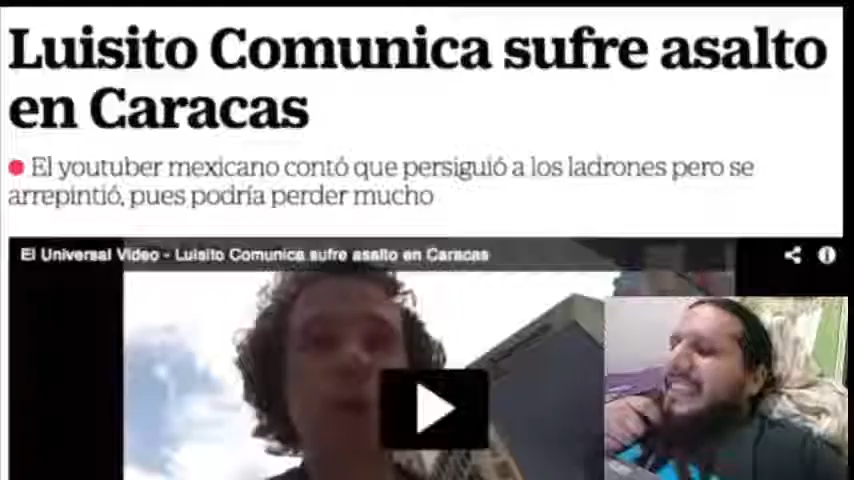 Luisito Comunica sufre asalto
en Caracas
El youtuber mexicano contó que persiguió a los ladrones pero se
arrepintió, pues podría perder mucho
El Universal Video - Luisito Comunica sufre asalto en Caracas